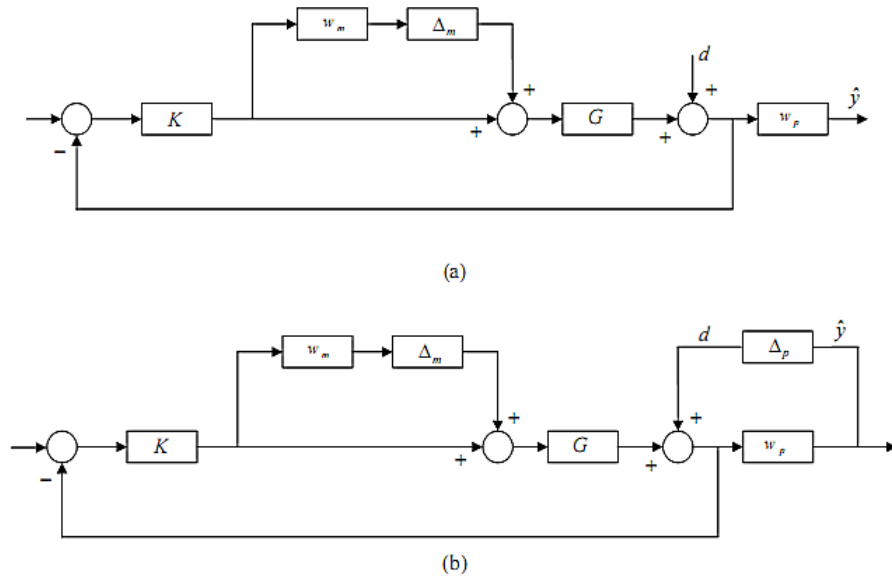 w_m Δ_m
d
+ + ŷ
K G w_p
− + +
(a)
d ŷ
w_m Δ_m Δ_p
+ +
K G w_p
− + +
(b)